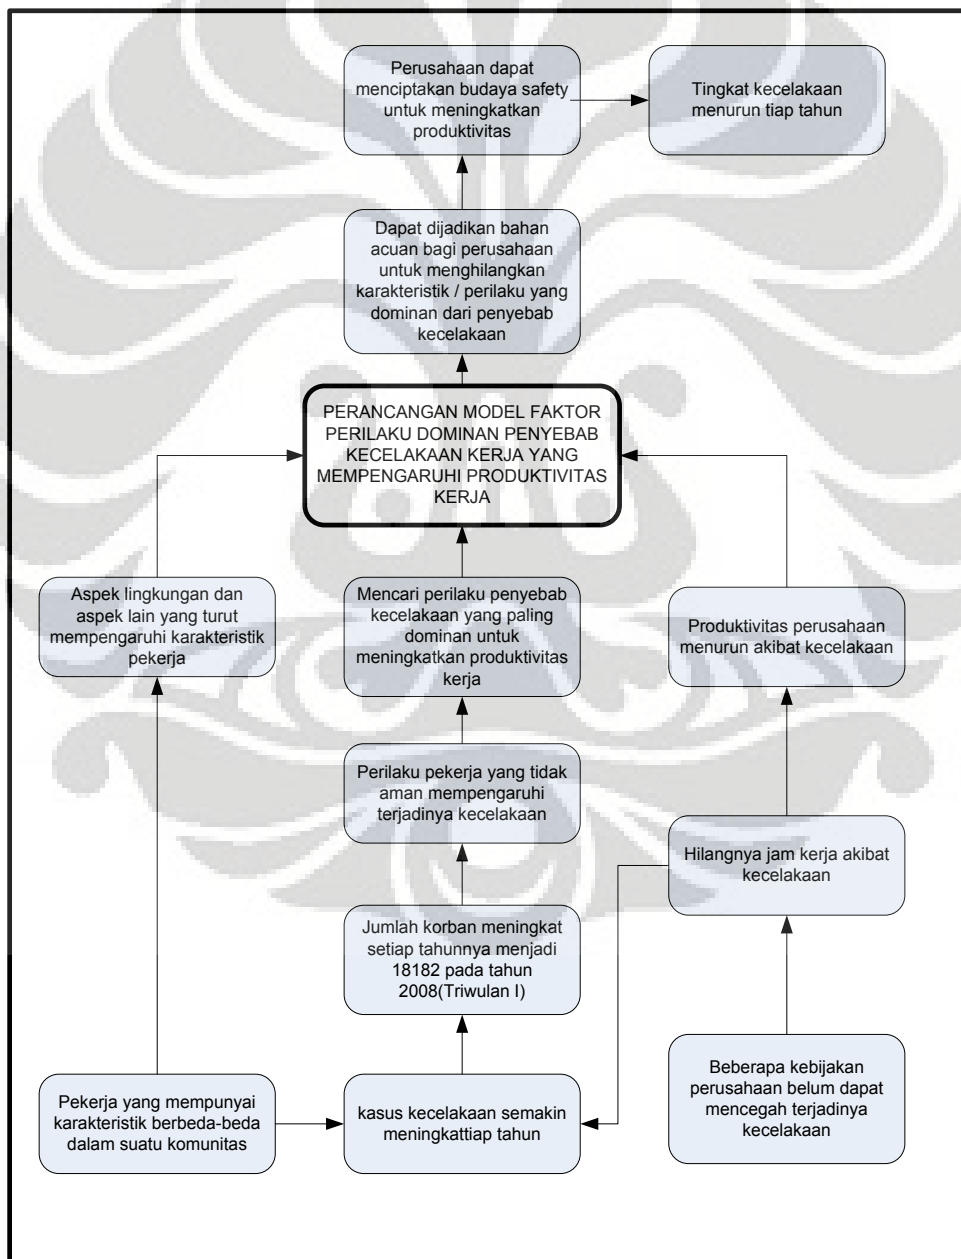 Perusahaan dapat
menciptakan budaya safety
untuk meningkatkan
produktivitas
Tingkat kecelakaan
menurun tiap tahun
Dapat dijadikan bahan
acuan bagi perusahaan
untuk menghilangkan
karakteristik / perilaku yang
dominan dari penyebab
kecelakaan
PERANCANGAN MODEL FAKTOR
PERILAKU DOMINAN PENYEBAB
KECELAKAAN KERJA YANG
MEMPENGARUHI PRODUKTIVITAS
KERJA
Aspek lingkungan dan
aspek lain yang turut
mempengaruhi karakteristik
pekerja
Mencari perilaku penyebab
kecelakaan yang paling
dominan untuk
meningkatkan produktivitas
kerja
Produktivitas perusahaan
menurun akibat kecelakaan
Perilaku pekerja yang tidak
aman mempengaruhi
terjadinya kecelakaan
Hilangnya jam kerja akibat
kecelakaan
Jumlah korban meningkat
setiap tahunnya menjadi
18182 pada tahun
2008(Triwulan I)
Pekerja yang mempunyai
karakteristik berbeda-beda
dalam suatu komunitas
kasus kecelakaan semakin
meningkattiap tahun
Beberapa kebijakan
perusahaan belum dapat
mencegah terjadinya
kecelakaan